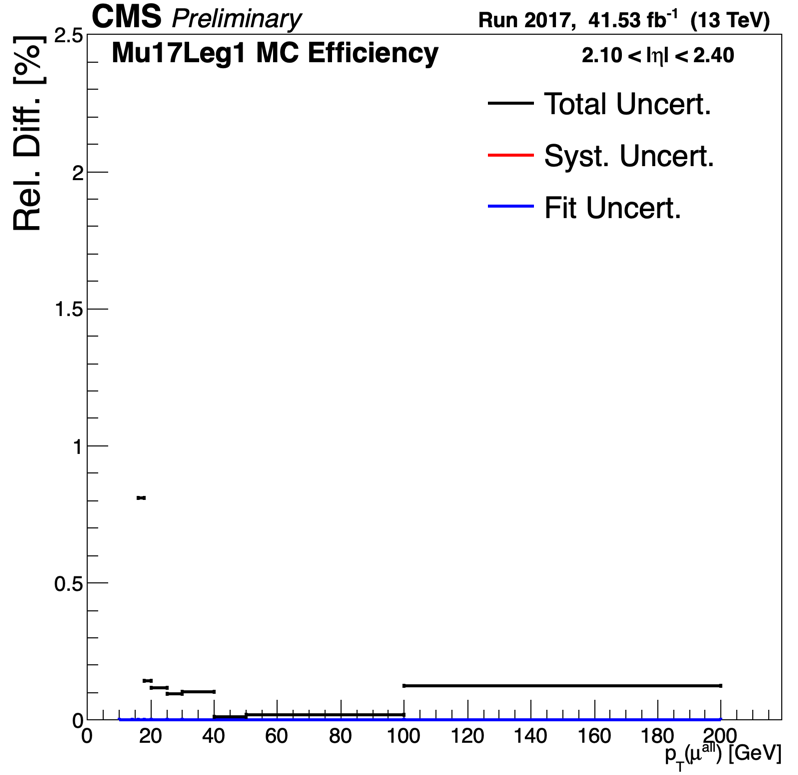 CMS Preliminary Run 2017, 41.53 fb⁻¹ (13 TeV)
Mu17Leg1 MC Efficiency 2.10 < |η| < 2.40
Rel. Diff. [%]
Total Uncert.
Syst. Uncert.
Fit Uncert.
2.5
2
1.5
1
0.5
0
0 20 40 60 80 100 120 140 160 180 200
p_T(μ^all) [GeV]